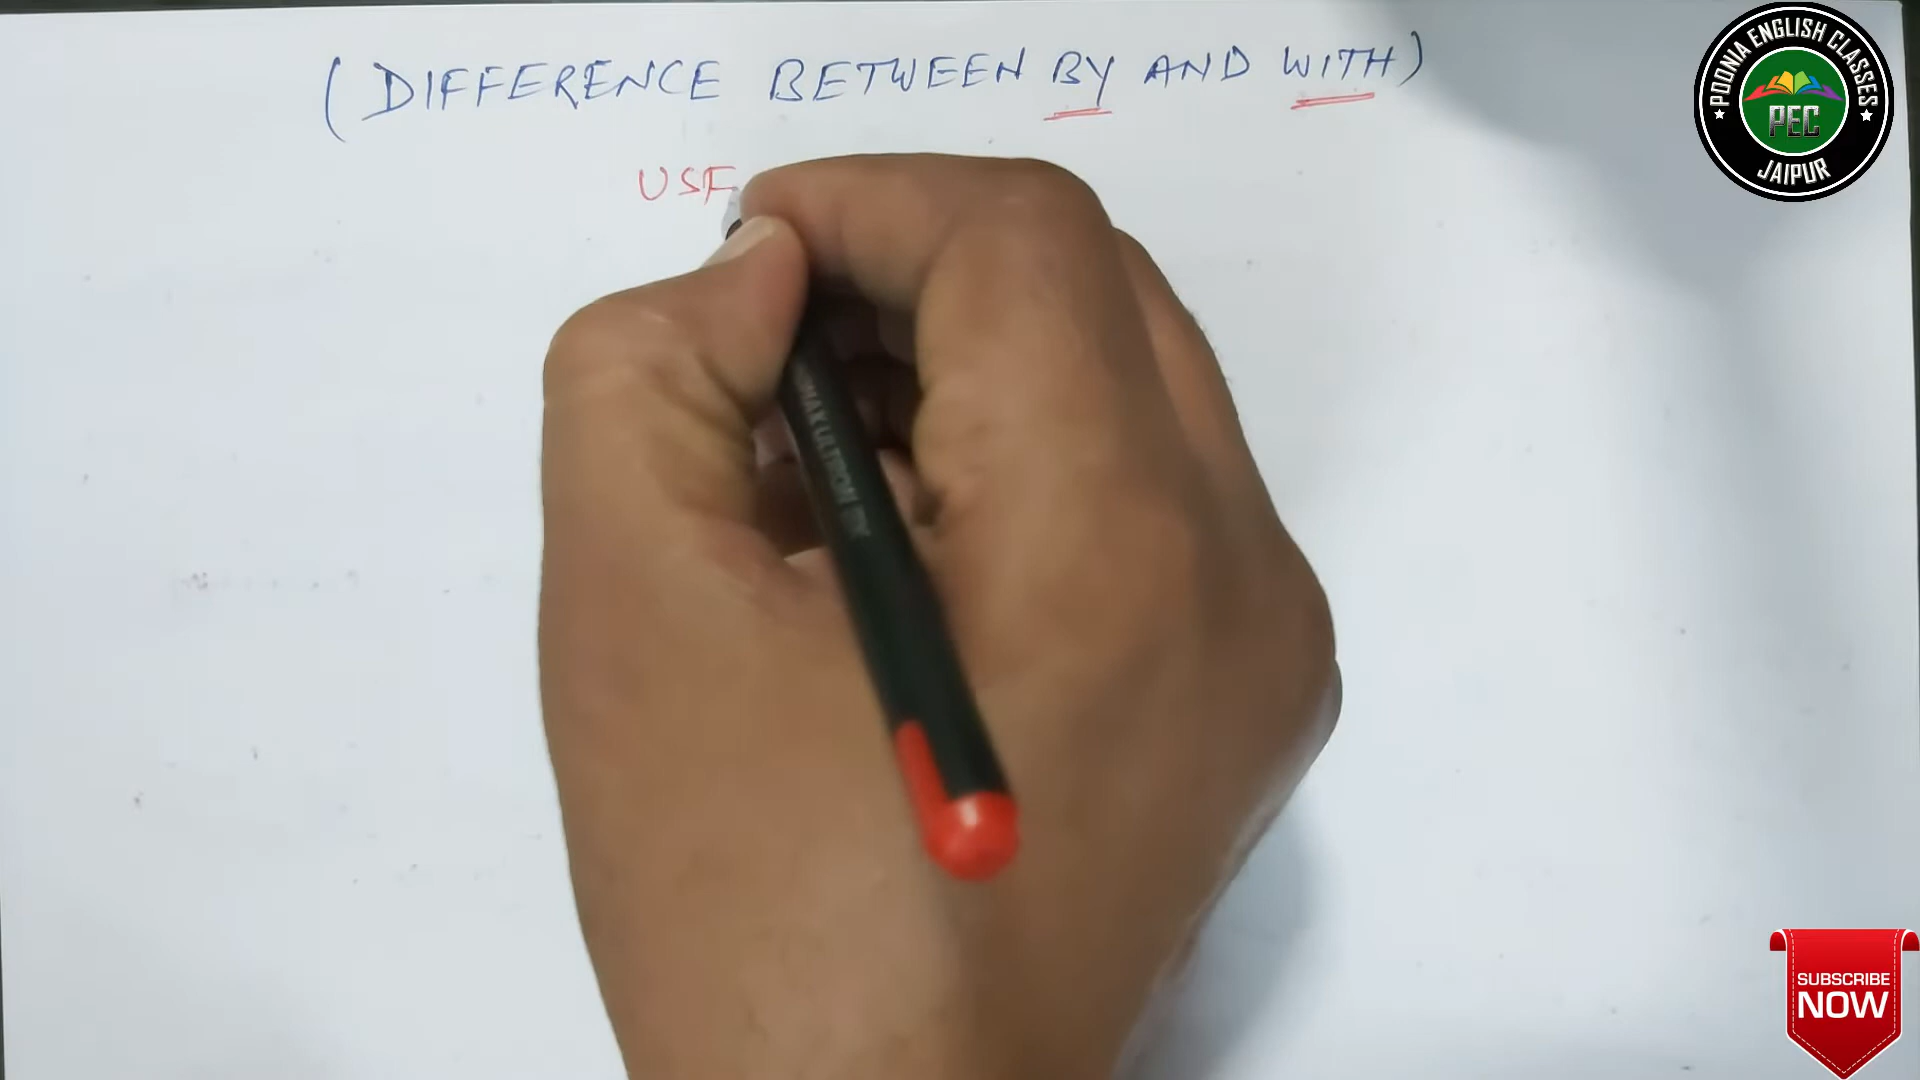 (DIFFERENCE BETWEEN BY AND WITH)
POONIA ENGLISH CLASSES
PEC
JAIPUR
USE
SUBSCRIBE
NOW